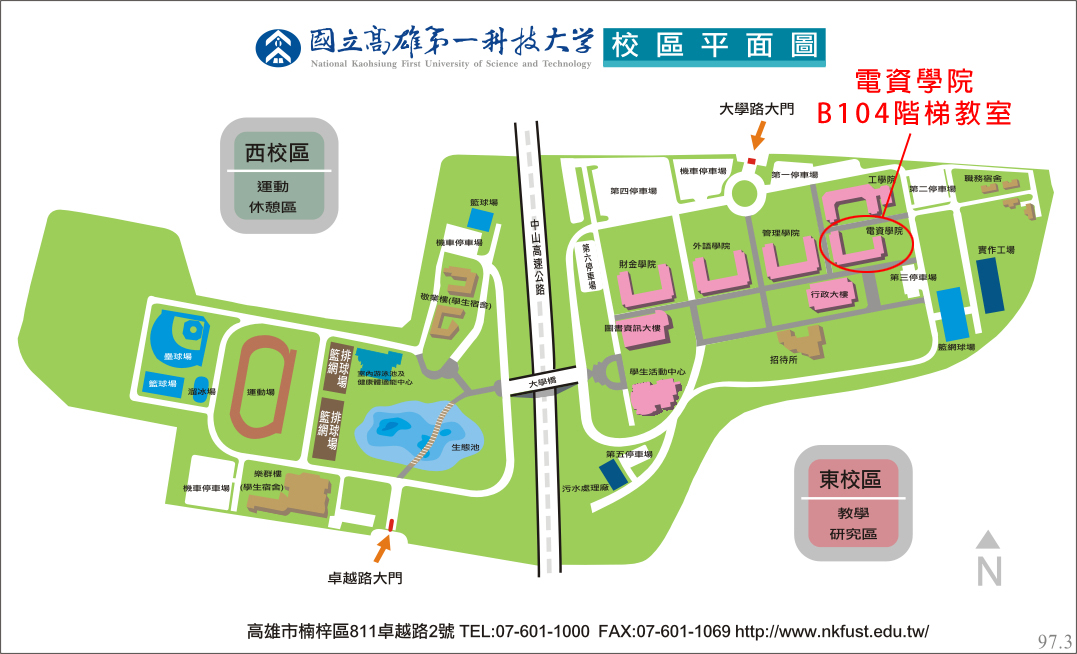 國立高雄第一科技大學
National Kaohsiung First University of Science and Technology
校區平面圖
電資學院
B104階梯教室
大學路大門
西校區
運動
休憩區
第四停車場
機車停車場
第一停車場
工學院
第二停車場
職務宿舍
籃球場
機車停車場
中山高速公路
第六停車場
財金學院
外語學院
管理學院
電資學院
實作工場
第三停車場
敬業樓(學生宿舍)
行政大樓
圖書資訊大樓
招待所
籃網球場
壘球場
籃球場
溜冰場
運動場
排球場
籃網
室內游泳池及
健康體適能中心
大學橋
學生活動中心
排球場
籃網
生態池
第五停車場
污水處理廠
機車停車場
樂群樓
(學生宿舍)
東校區
教學
研究區
卓越路大門
N
高雄市楠梓區811卓越路2號 TEL:07-601-1000 FAX:07-601-1069 http://www.nkfust.edu.tw/
97.3